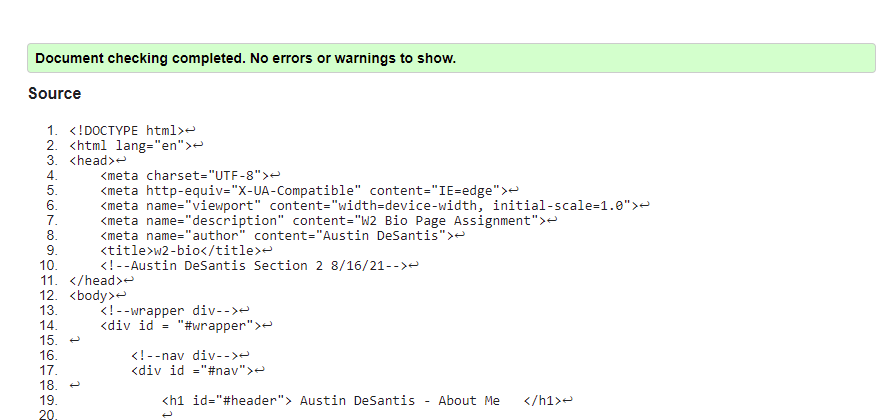 Document checking completed. No errors or warnings to show.
Source
1. <!DOCTYPE html>↩
2. <html lang="en">↩
3. <head>↩
4.     <meta charset="UTF-8">↩
5.     <meta http-equiv="X-UA-Compatible" content="IE=edge">↩
6.     <meta name="viewport" content="width=device-width, initial-scale=1.0">↩
7.     <meta name="description" content="W2 Bio Page Assignment">↩
8.     <meta name="author" content="Austin DeSantis">↩
9.     <title>w2-bio</title>↩
10.     <!--Austin DeSantis Section 2 8/16/21-->↩
11. </head>↩
12. <body>↩
13.     <!--wrapper div-->↩
14.     <div id = "#wrapper">↩
15. ↩
16.         <!--nav div-->↩
17.         <div id ="#nav">↩
18. ↩
19.             <h1 id="#header"> Austin DeSantis - About Me   </h1>↩
20.             ↩